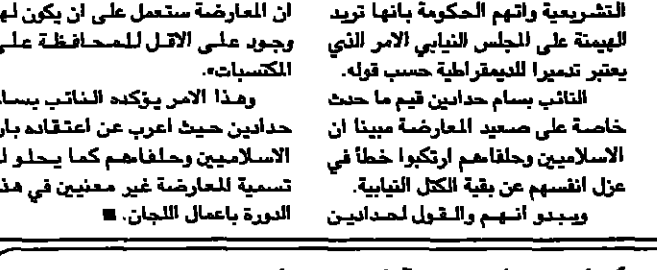 التشريعية واتهم الحكومة بانها تريد
الهيمنة على المجلس النيابي الامر الذي
يعتبر تدميرا للديمقراطية حسب قوله.
النائب بسام حدادين قيم ما حدث
خاصة على صعيد المعارضة مبينا ان
الاسلاميين وحلفاءهم ارتكبوا خطأ في
عزل انفسهم عن بقية الكتل النيابية.
ويبدو انهم والقول لحدادين
ان المعارضة ستعمل على ان يكون لها
وجود على الاقل للمحافظة على
المكتسبات».
وهذا الامر يؤكده النائب بسام
حدادين حيث اعرب عن اعتقاده بان
الاسلاميين وحلفاءهم كما يحلو
تسمية المعارضة غير معنيين في هذه
الدورة باعمال اللجان. ■